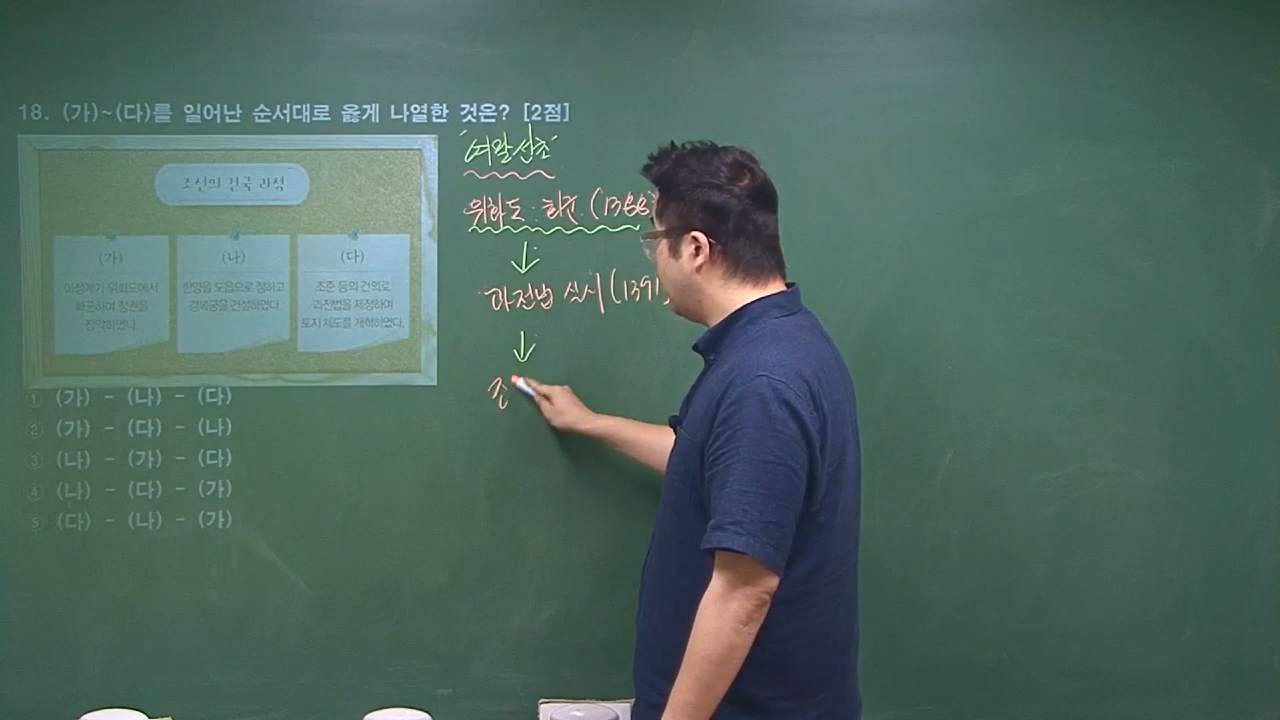 18. (가)~(다)를 일어난 순서대로 옳게 나열한 것은? [2점]
조선의 건국 과정
(가)
이성계가 위화도에서
회군하여 정권을
장악하였다.
(나)
한양을 도읍으로 정하고
경복궁을 건설하였다.
(다)
조준 등의 건의로
과전법을 제정하여
토지 제도를 개혁하였다.
① (가) - (나) - (다)
② (가) - (다) - (나)
③ (나) - (가) - (다)
④ (나) - (다) - (가)
⑤ (다) - (나) - (가)
'여말선초'
위화도 회군 (1388)
↓
과전법 실시 (1391)
↓
조